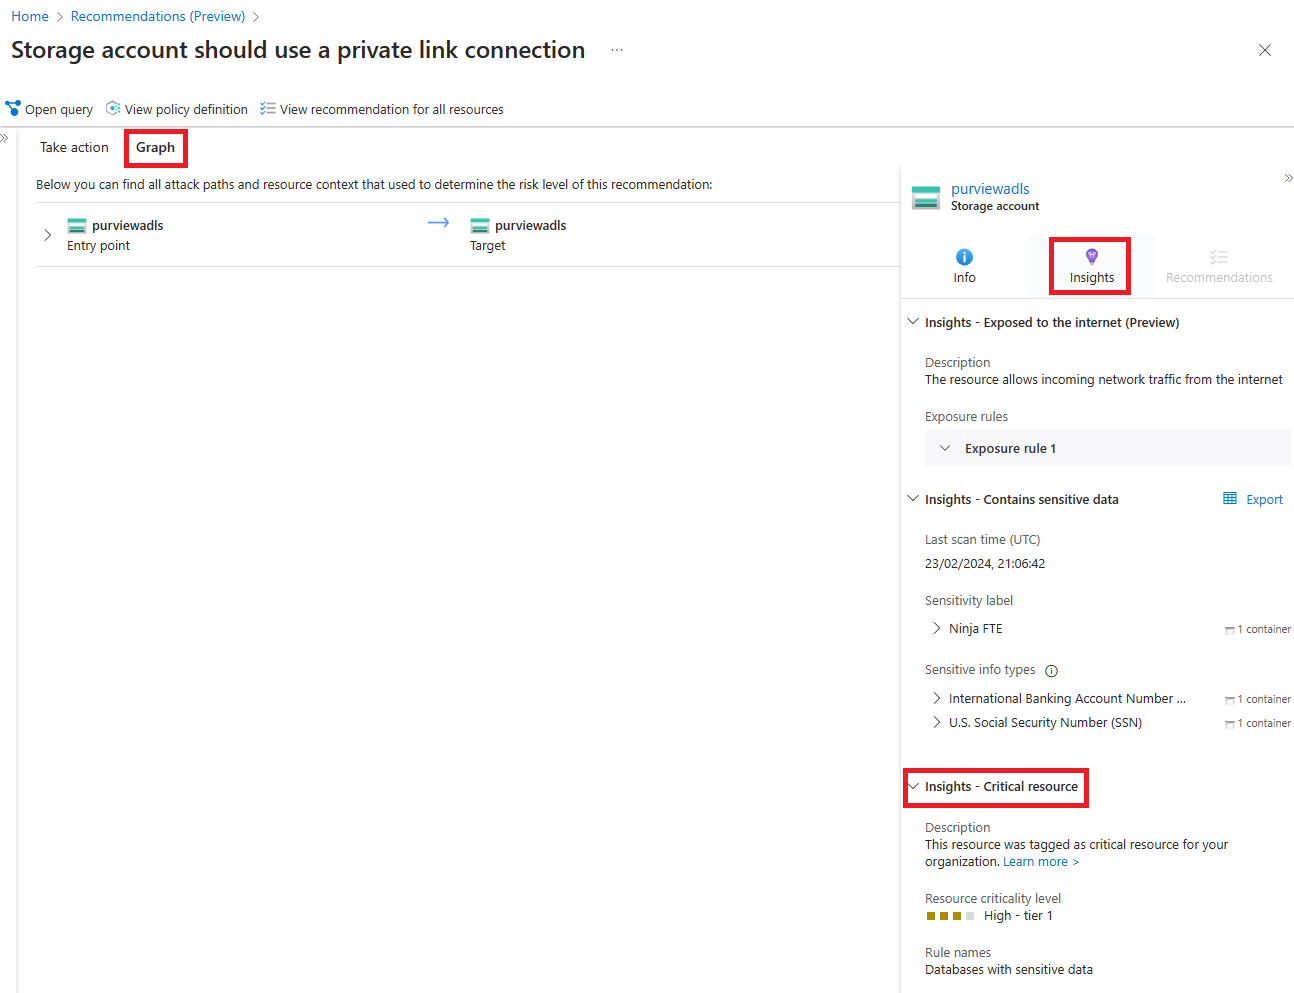 Home > Recommendations (Preview) >
Storage account should use a private link connection ...
Open query View policy definition View recommendation for all resources
Take action Graph
Below you can find all attack paths and resource context that used to determine the risk level of this recommendation:
purviewadls
Entry point
purviewadls
Target
purviewadls
Storage account
Info Insights Recommendations
Insights - Exposed to the internet (Preview)
Description
The resource allows incoming network traffic from the internet
Exposure rules
Exposure rule 1
Insights - Contains sensitive data Export
Last scan time (UTC)
23/02/2024, 21:06:42
Sensitivity label
Ninja FTE 1 container
Sensitive info types
International Banking Account Number ... 1 container
U.S. Social Security Number (SSN) 1 container
Insights - Critical resource
Description
This resource was tagged as critical resource for your
organization. Learn more >
Resource criticality level
High - tier 1
Rule names
Databases with sensitive data